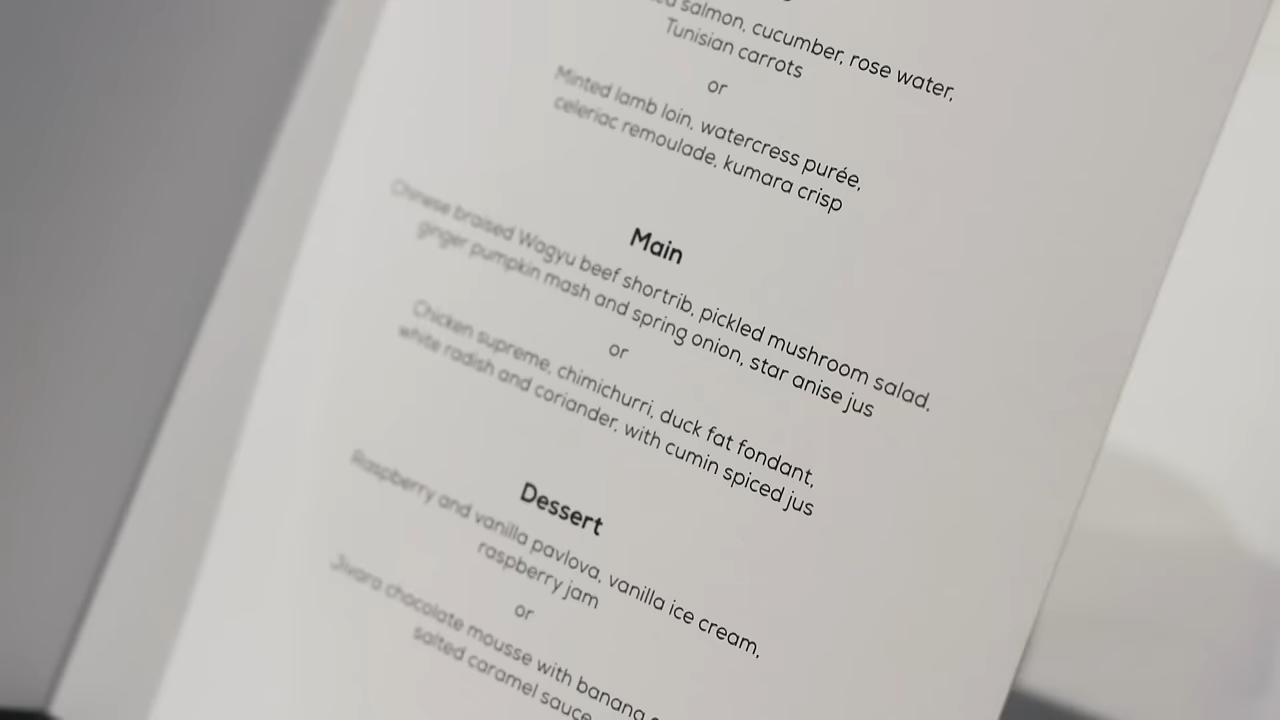 salmon, cucumber, rose water,
Tunisian carrots
or
Minted lamb loin, watercress purée,
celeriac remoulade, kumara crisp
Main
Chinese braised Wagyu beef shortrib, pickled mushroom salad,
ginger pumpkin mash and spring onion, star anise jus
or
Chicken supreme, chimichurri, duck fat fondant,
white radish and coriander, with cumin spiced jus
Dessert
Raspberry and vanilla pavlova, vanilla ice cream,
raspberry jam
or
Jivara chocolate mousse with banana
salted caramel sauce